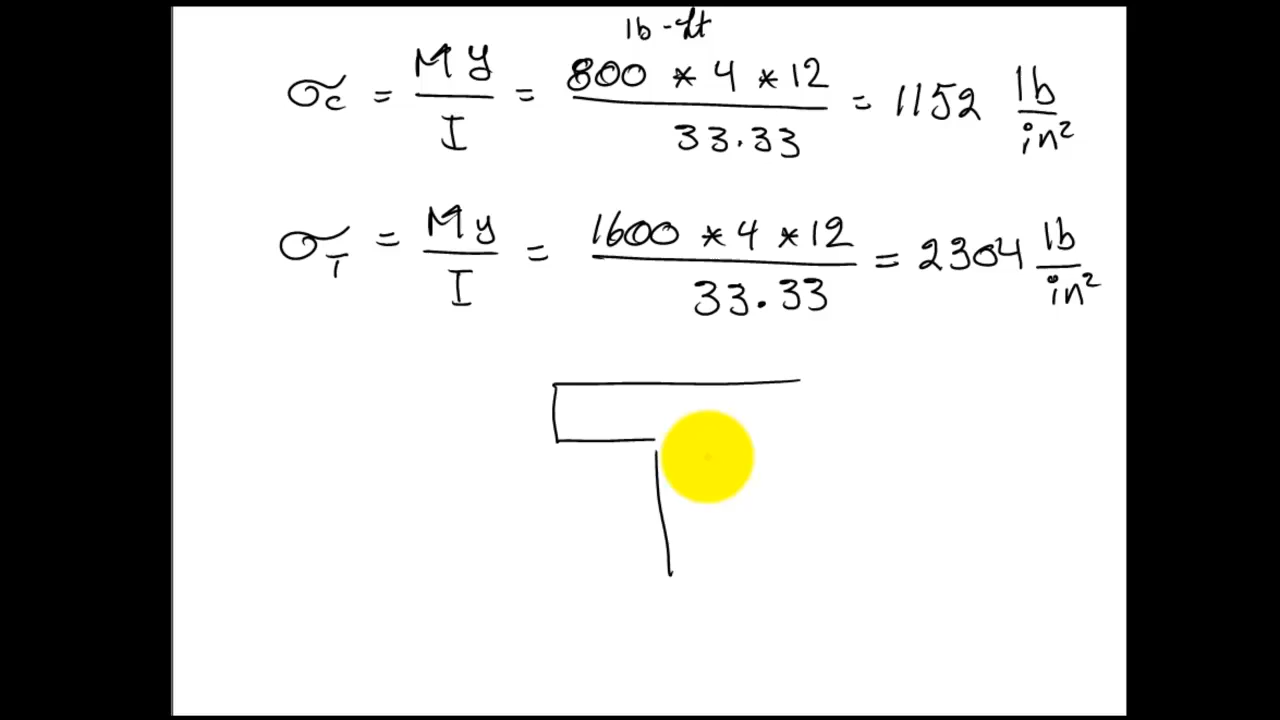 lb-ft
σc = My/I = 800 * 4 * 12/33.33 = 1152 lb/in²
σT = My/I = 1600 * 4 * 12/33.33 = 2304 lb/in²